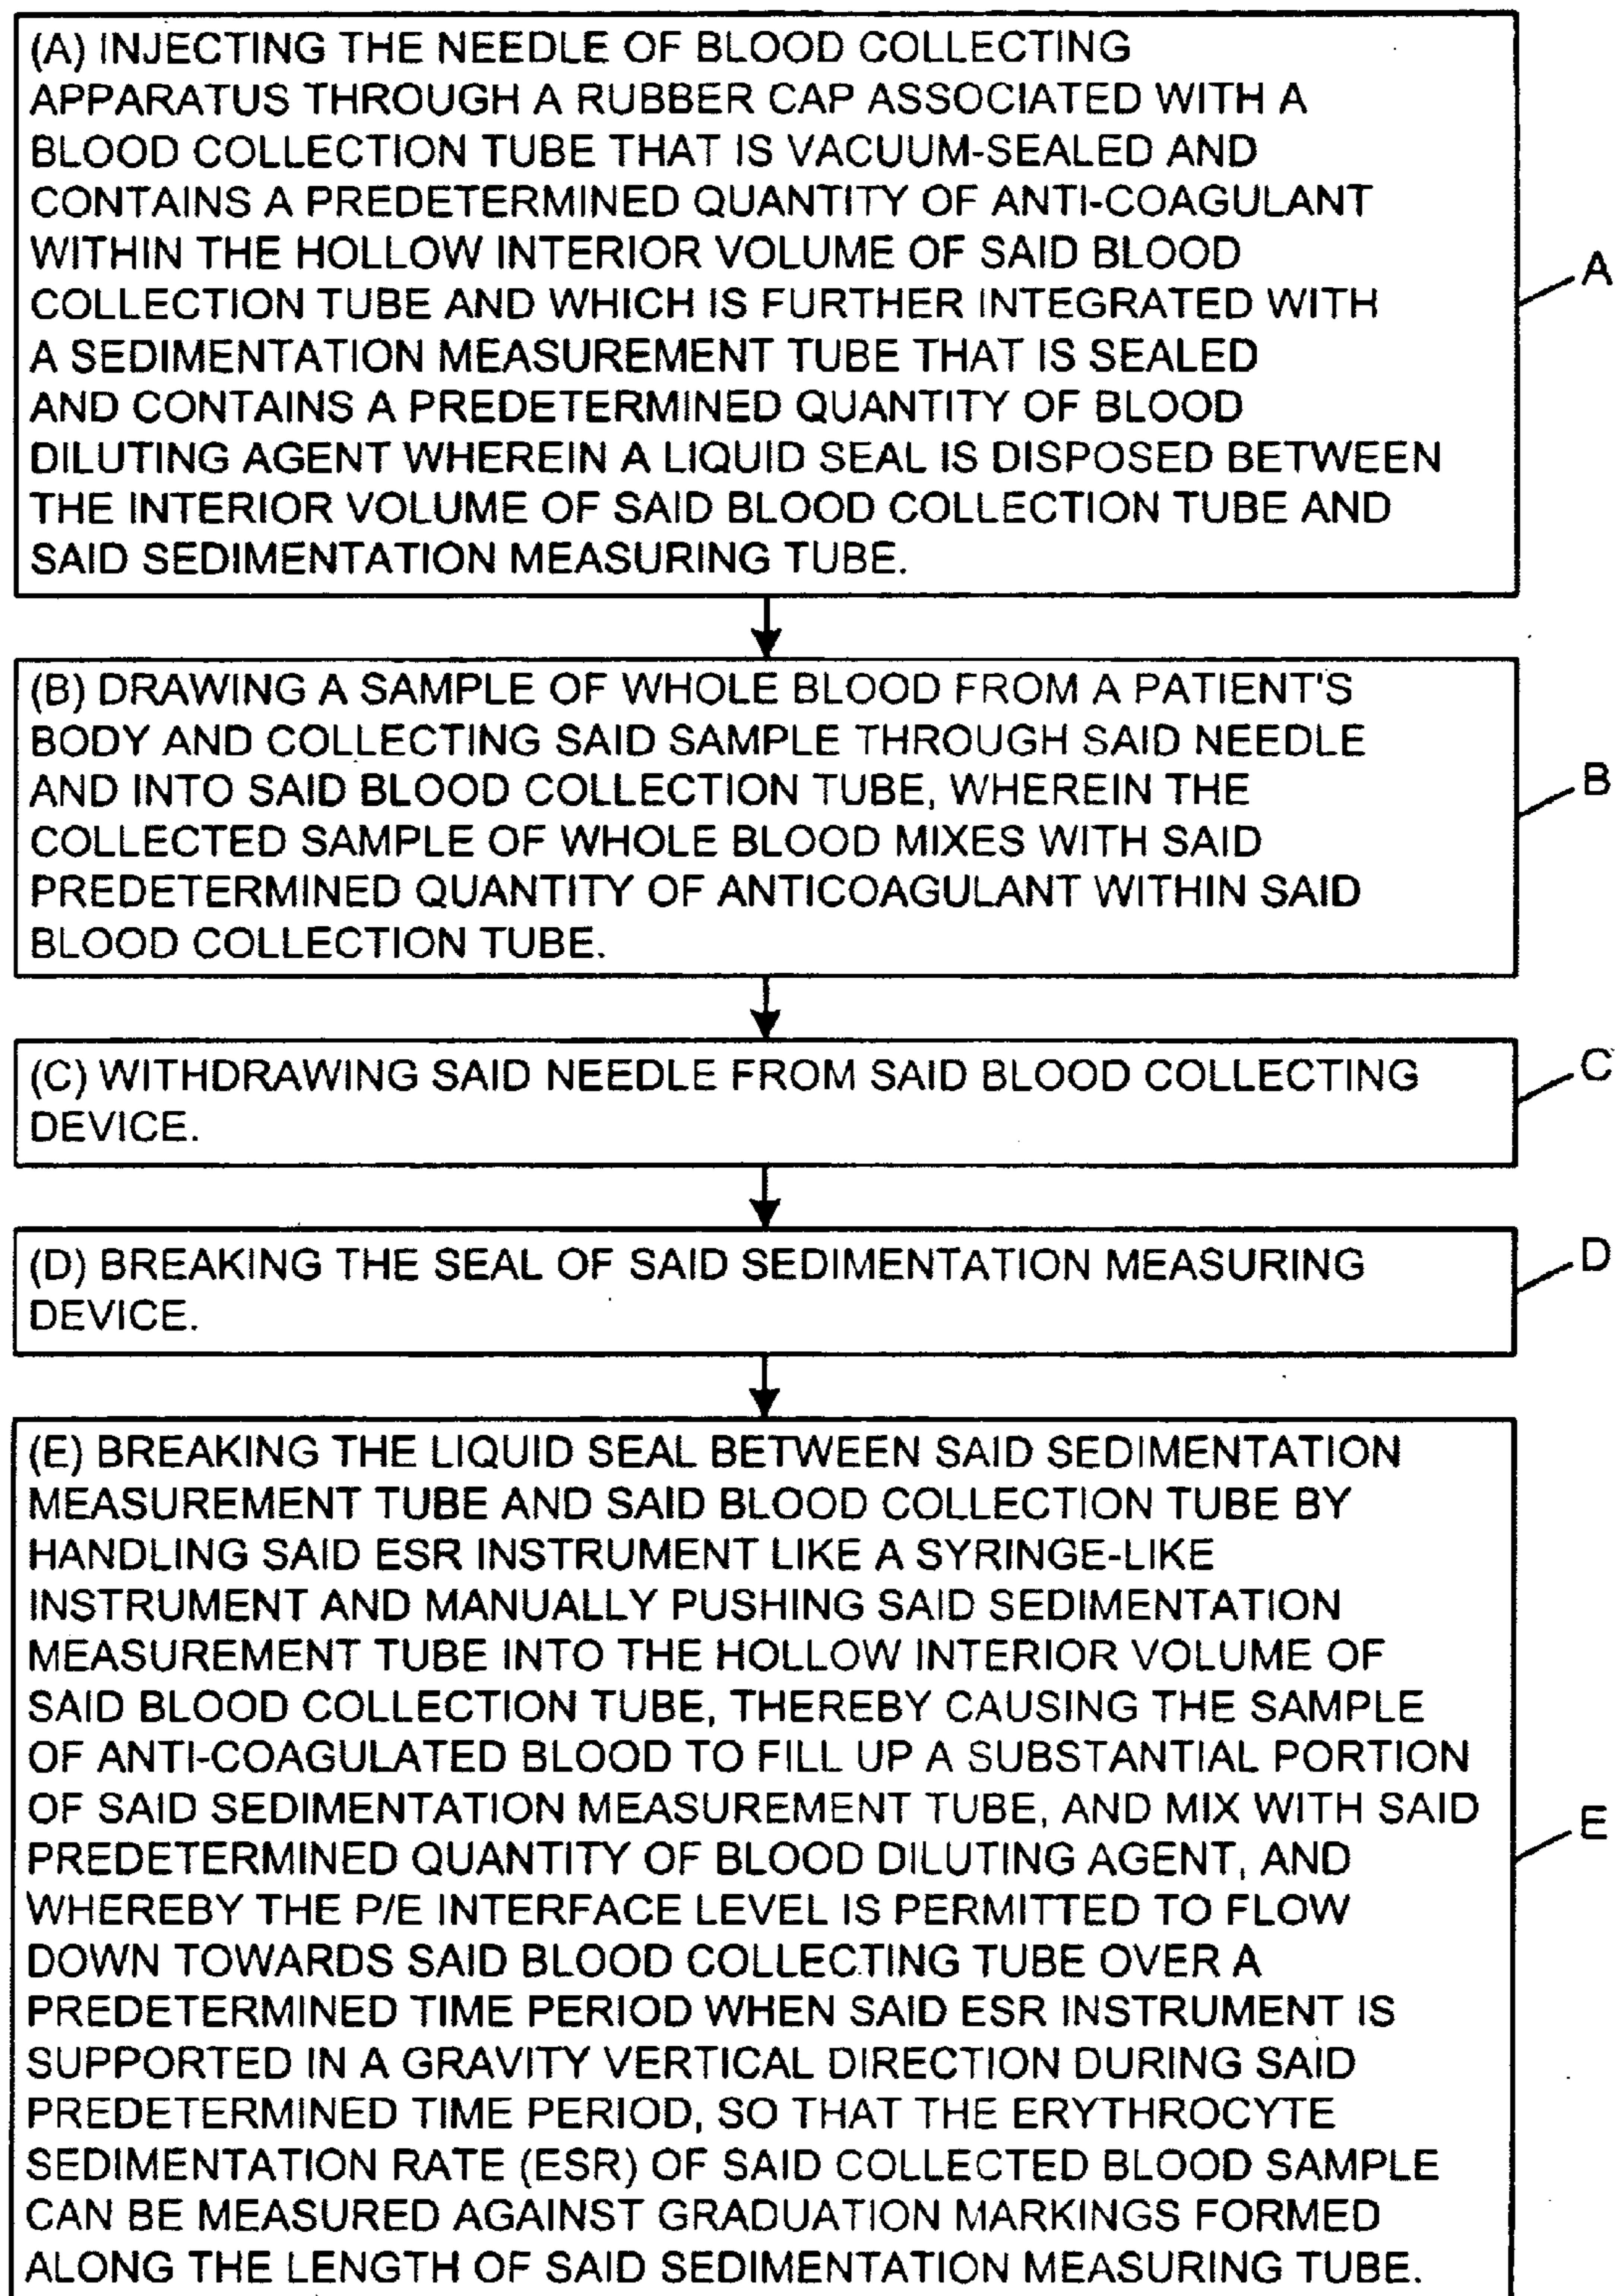 (A) INJECTING THE NEEDLE OF BLOOD COLLECTING
APPARATUS THROUGH A RUBBER CAP ASSOCIATED WITH A
BLOOD COLLECTION TUBE THAT IS VACUUM-SEALED AND
CONTAINS A PREDETERMINED QUANTITY OF ANTI-COAGULANT
WITHIN THE HOLLOW INTERIOR VOLUME OF SAID BLOOD
COLLECTION TUBE AND WHICH IS FURTHER INTEGRATED WITH
A SEDIMENTATION MEASUREMENT TUBE THAT IS SEALED
AND CONTAINS A PREDETERMINED QUANTITY OF BLOOD
DILUTING AGENT WHEREIN A LIQUID SEAL IS DISPOSED BETWEEN
THE INTERIOR VOLUME OF SAID BLOOD COLLECTION TUBE AND
SAID SEDIMENTATION MEASURING TUBE.
A
(B) DRAWING A SAMPLE OF WHOLE BLOOD FROM A PATIENT'S
BODY AND COLLECTING SAID SAMPLE THROUGH SAID NEEDLE
AND INTO SAID BLOOD COLLECTION TUBE, WHEREIN THE
COLLECTED SAMPLE OF WHOLE BLOOD MIXES WITH SAID
PREDETERMINED QUANTITY OF ANTICOAGULANT WITHIN SAID
BLOOD COLLECTION TUBE.
B
(C) WITHDRAWING SAID NEEDLE FROM SAID BLOOD COLLECTING
DEVICE.
C
(D) BREAKING THE SEAL OF SAID SEDIMENTATION MEASURING
DEVICE.
D
(E) BREAKING THE LIQUID SEAL BETWEEN SAID SEDIMENTATION
MEASUREMENT TUBE AND SAID BLOOD COLLECTION TUBE BY
HANDLING SAID ESR INSTRUMENT LIKE A SYRINGE-LIKE
INSTRUMENT AND MANUALLY PUSHING SAID SEDIMENTATION
MEASUREMENT TUBE INTO THE HOLLOW INTERIOR VOLUME OF
SAID BLOOD COLLECTION TUBE, THEREBY CAUSING THE SAMPLE
OF ANTI-COAGULATED BLOOD TO FILL UP A SUBSTANTIAL PORTION
OF SAID SEDIMENTATION MEASUREMENT TUBE, AND MIX WITH SAID
PREDETERMINED QUANTITY OF BLOOD DILUTING AGENT, AND
WHEREBY THE P/E INTERFACE LEVEL IS PERMITTED TO FLOW
DOWN TOWARDS SAID BLOOD COLLECTING TUBE OVER A
PREDETERMINED TIME PERIOD WHEN SAID ESR INSTRUMENT IS
SUPPORTED IN A GRAVITY VERTICAL DIRECTION DURING SAID
PREDETERMINED TIME PERIOD, SO THAT THE ERYTHROCYTE
SEDIMENTATION RATE (ESR) OF SAID COLLECTED BLOOD SAMPLE
CAN BE MEASURED AGAINST GRADUATION MARKINGS FORMED
ALONG THE LENGTH OF SAID SEDIMENTATION MEASURING TUBE.
E